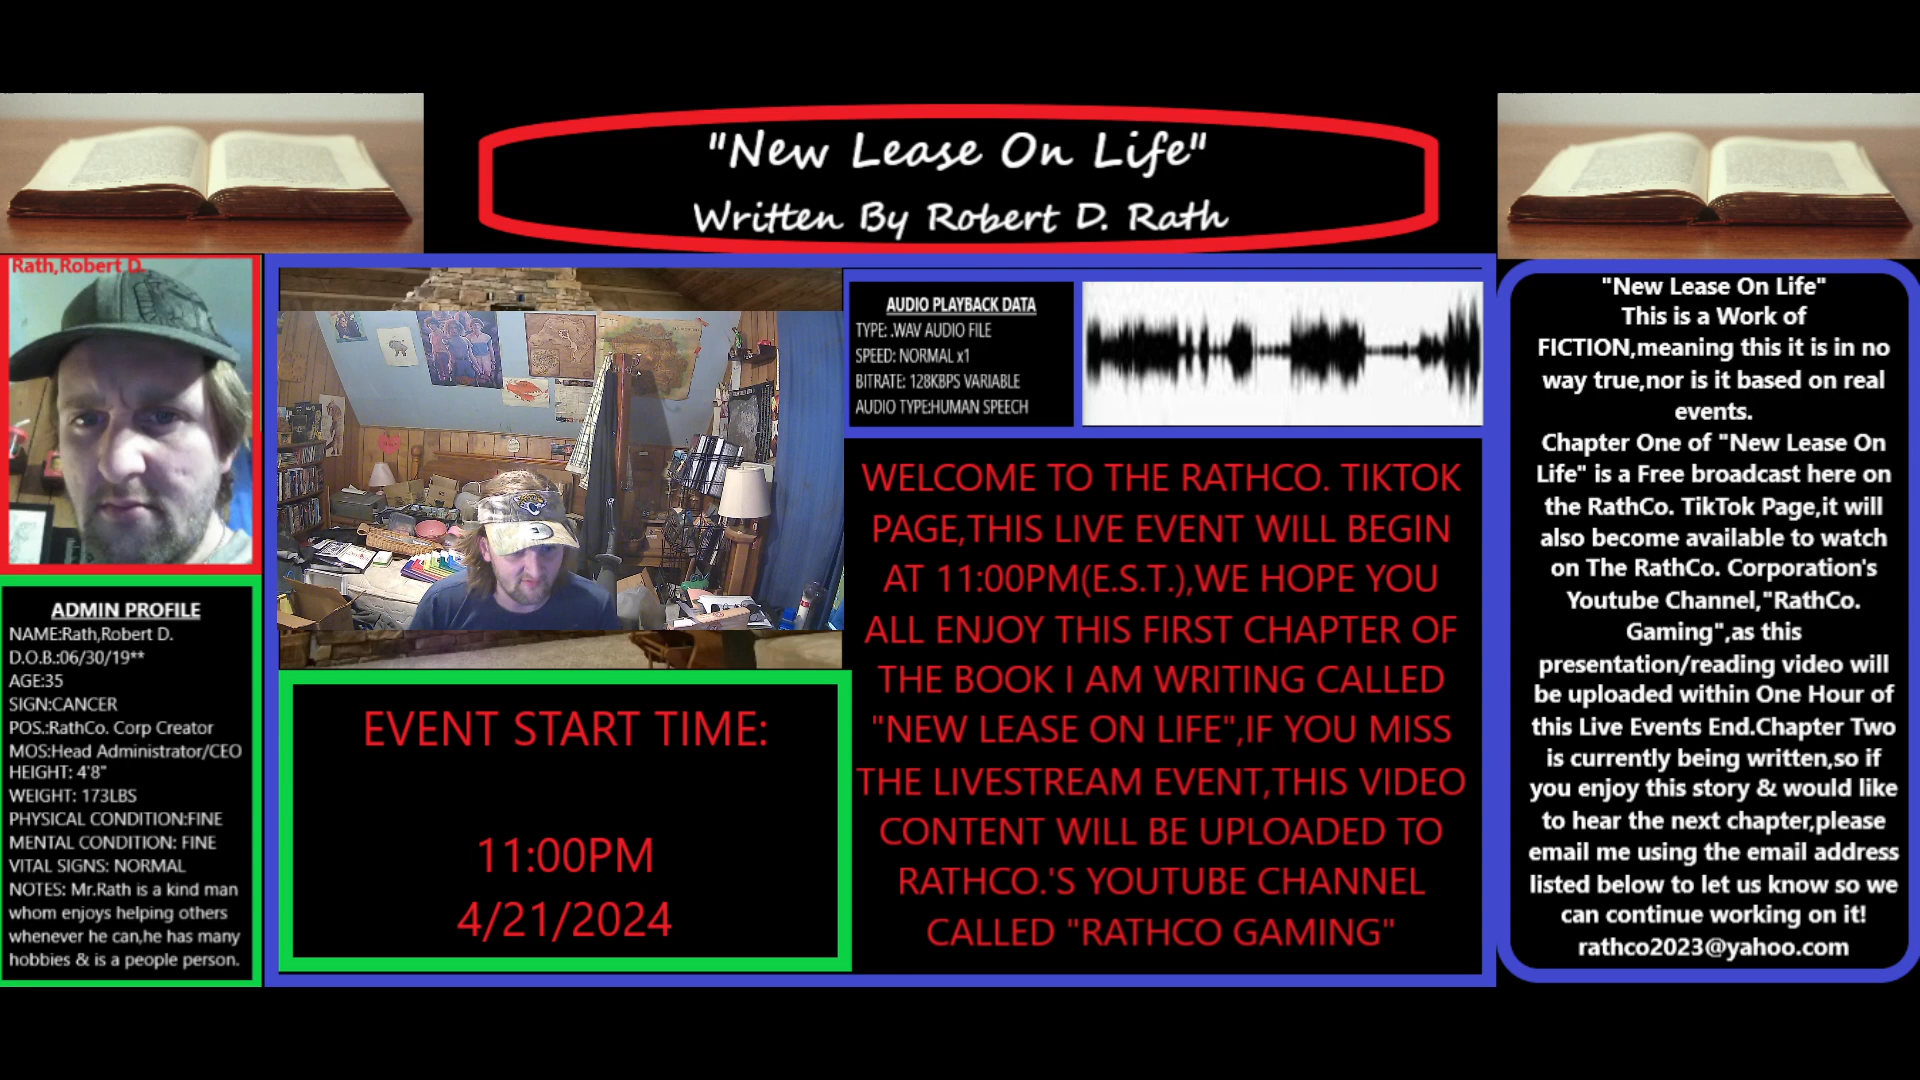 "New Lease On Life"
Written By Robert D. Rath
Rath,Robert D.
ADMIN PROFILE
NAME:Rath,Robert D.
D.O.B.:06/30/19**
AGE:35
SIGN:CANCER
POS.:RathCo. Corp Creator
MOS:Head Administrator/CEO
HEIGHT: 4'8"
WEIGHT: 173LBS
PHYSICAL CONDITION:FINE
MENTAL CONDITION: FINE
VITAL SIGNS: NORMAL
NOTES: Mr.Rath is a kind man
whom enjoys helping others
whenever he can,he has many
hobbies & is a people person.
EVENT START TIME:
11:00PM
4/21/2024
AUDIO PLAYBACK DATA
TYPE: .WAV AUDIO FILE
SPEED: NORMAL x1
BITRATE: 128KBPS VARIABLE
AUDIO TYPE:HUMAN SPEECH
WELCOME TO THE RATHCO. TIKTOK
PAGE,THIS LIVE EVENT WILL BEGIN
AT 11:00PM(E.S.T.),WE HOPE YOU
ALL ENJOY THIS FIRST CHAPTER OF
THE BOOK I AM WRITING CALLED
"NEW LEASE ON LIFE",IF YOU MISS
THE LIVESTREAM EVENT,THIS VIDEO
CONTENT WILL BE UPLOADED TO
RATHCO.'S YOUTUBE CHANNEL
CALLED "RATHCO GAMING"
"New Lease On Life"
This is a Work of
FICTION,meaning this it is in no
way true,nor is it based on real
events.
Chapter One of "New Lease On
Life" is a Free broadcast here on
the RathCo. TikTok Page,it will
also become available to watch
on The RathCo. Corporation's
Youtube Channel,"RathCo.
Gaming",as this
presentation/reading video will
be uploaded within One Hour of
this Live Events End.Chapter Two
is currently being written,so if
you enjoy this story & would like
to hear the next chapter,please
email me using the email address
listed below to let us know so we
can continue working on it!
rathco2023@yahoo.com